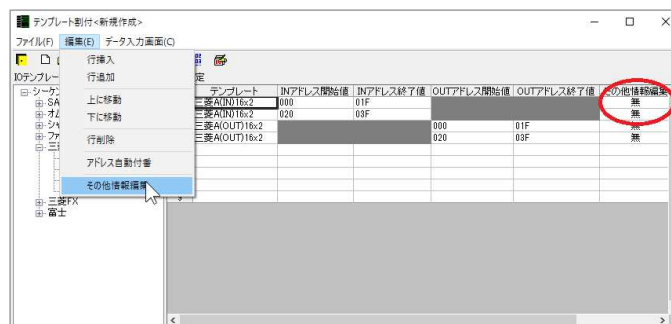 テンプレート割付<新規作成>
ファイル(F) 編集(E) データ入力画面(C)
行挿入
行追加
上に移動
下に移動
行削除
アドレス自動付番
その他情報編集
IOテンプレー
定
テンプレート INアドレス開始値 INアドレス終了値 OUTアドレス開始値 OUTアドレス終了値 その他情報編集
三菱A(IN)16x2 000 01F 無
三菱A(IN)16x2 020 03F 無
三菱A(OUT)16x2 000 01F 無
三菱A(OUT)16x2 020 03F 無
9
シーケン
SA
オム
シャ
ファ
三
三菱FX
富士